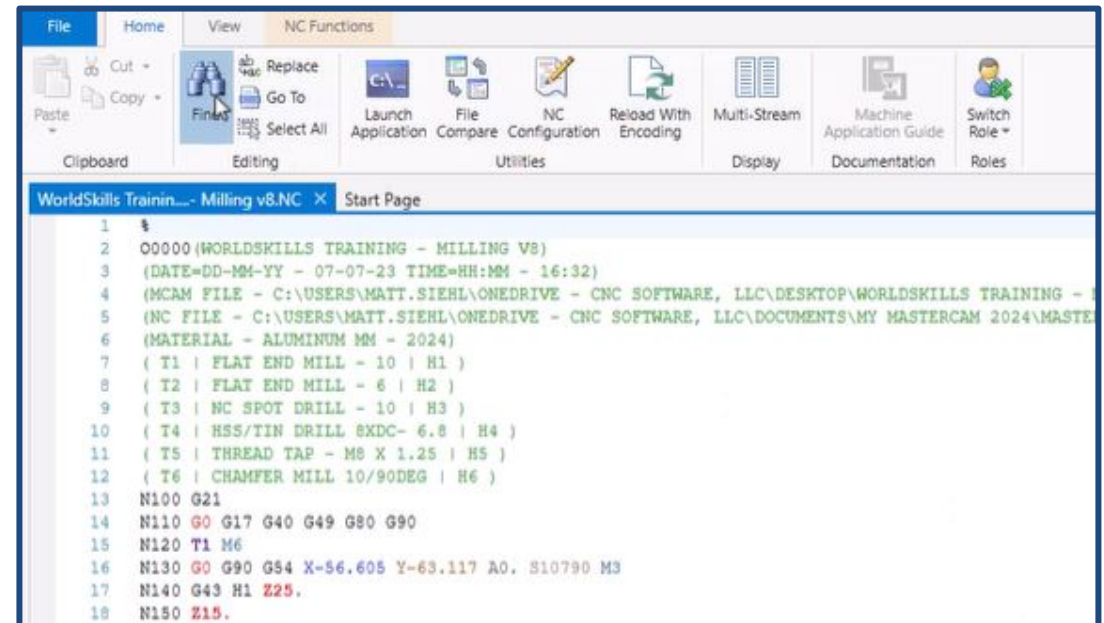 File Home View NC Functions
Cut
Copy
Paste
Clipboard
Find
Replace
Go To
Select All
Editing
Launch Application
File Compare
NC Configuration
Reload With Encoding
Utilities
Multi-Stream
Display
Machine Application Guide
Documentation
Switch Role
Roles
WorldSkills Trainin....- Milling v8.NC Start Page
1 %
2 O0000(WORLDSKILLS TRAINING - MILLING V8)
3 (DATE=DD-MM-YY - 07-07-23 TIME=HH:MM - 16:32)
4 (MCAM FILE - C:\USERS\MATT.SIEHL\ONEDRIVE - CNC SOFTWARE, LLC\DESKTOP\WORLDSKILLS TRAINING -
5 (NC FILE - C:\USERS\MATT.SIEHL\ONEDRIVE - CNC SOFTWARE, LLC\DOCUMENTS\MY MASTERCAM 2024\MASTE
6 (MATERIAL - ALUMINUM MM - 2024)
7 ( T1 | FLAT END MILL - 10 | H1 )
8 ( T2 | FLAT END MILL - 6 | H2 )
9 ( T3 | NC SPOT DRILL - 10 | H3 )
10 ( T4 | HSS/TIN DRILL 8XDC- 6.8 | H4 )
11 ( T5 | THREAD TAP - M8 X 1.25 | H5 )
12 ( T6 | CHAMFER MILL 10/90DEG | H6 )
13 N100 G21
14 N110 G0 G17 G40 G49 G80 G90
15 N120 T1 M6
16 N130 G0 G90 G54 X-56.605 Y-63.117 A0. S10790 M3
17 N140 G43 H1 Z25.
18 N150 Z15.